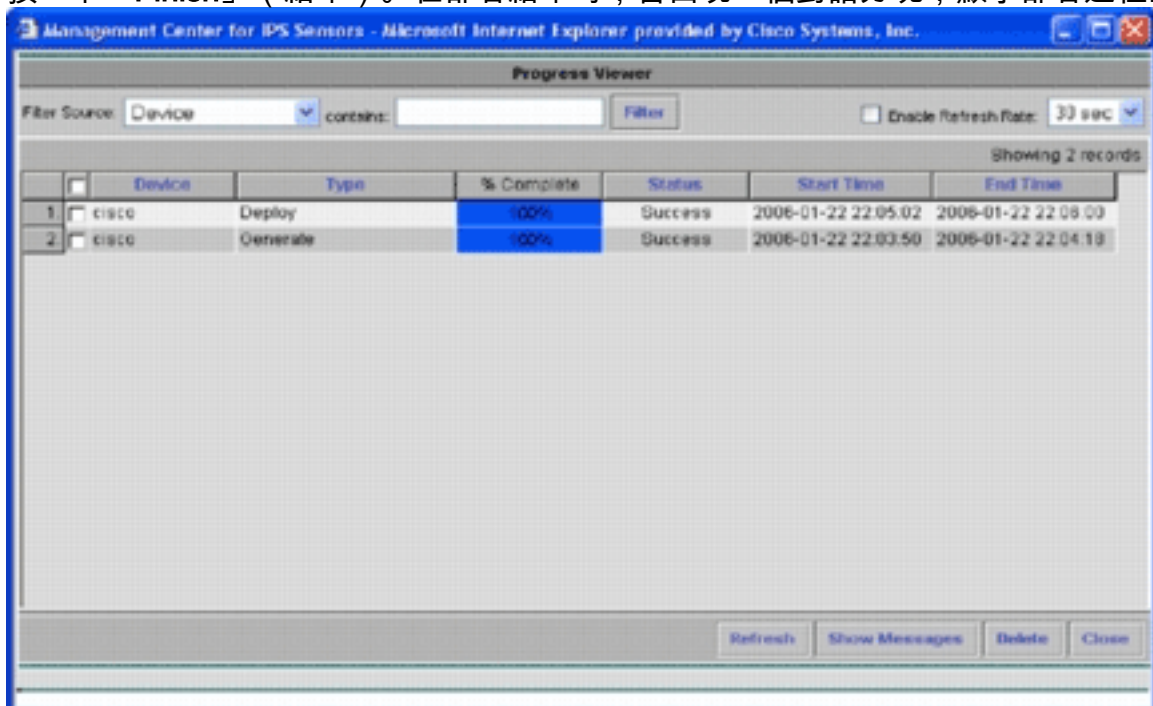 Management Center for IPS Sensors - Microsoft Internet Explorer provided by Cisco Systems, Inc.
Progress Viewer
Filter Source: Device contains: Filter Enable Refresh Rate: 30 sec
Showing 2 records
Device Type % Complete Status Start Time End Time
1. cisco Deploy 100% Success 2006-01-22 22:05:02 2006-01-22 22:06:00
2. cisco Generate 100% Success 2006-01-22 22:03:50 2006-01-22 22:04:18
Refresh Show Messages Delete Close